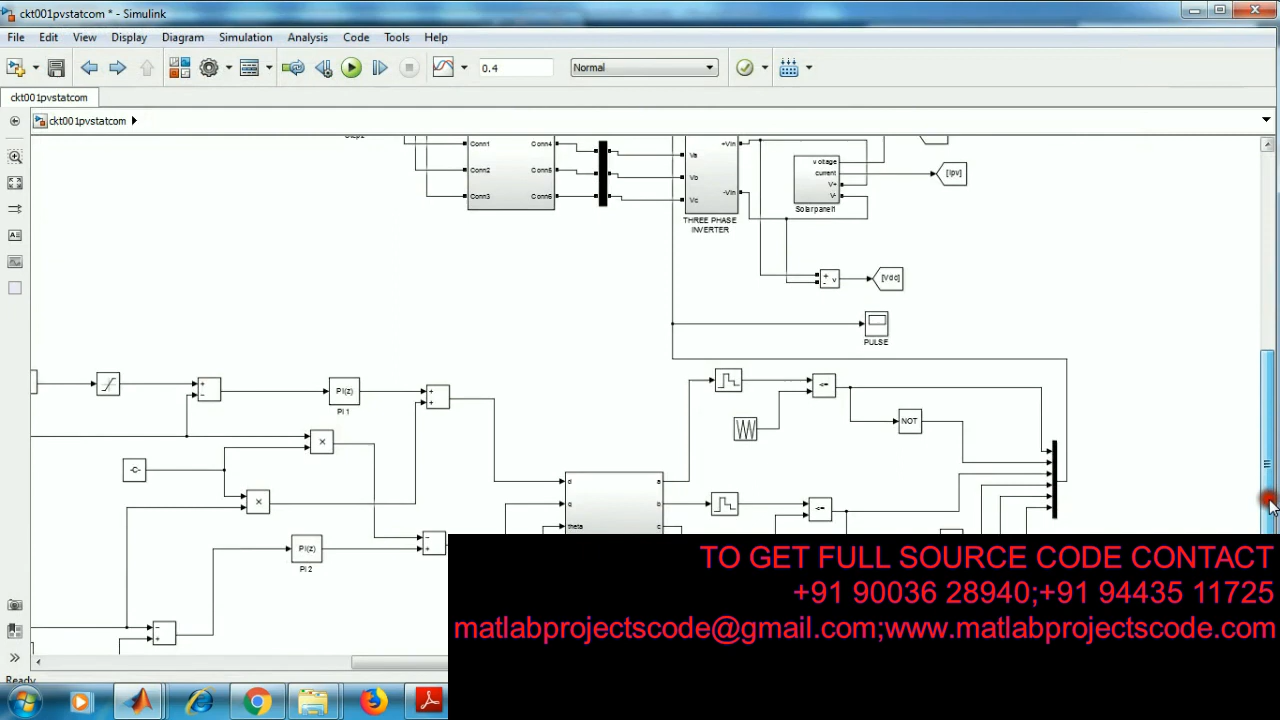 ckt001pvstatcom * - Simulink
File Edit View Display Diagram Simulation Analysis Code Tools Help
0.4 Normal
ckt001pvstatcom
ckt001pvstatcom
Conn1 Conn4
Conn2 Conn5
Conn3 Conn6
Va
Vb
Vc
+Vin
-Vin
THREE PHASE
INVERTER
voltage
current
V+
V-
Solar panel1
[Ipv]
+
-
v
[Vdc]
PULSE
+
-
PI(z)
PI 1
+
+
×
-C-
×
<=
NOT
d
q
theta
a
b
c
<=
-
+
PI(z)
PI 2
-
+
TO GET FULL SOURCE CODE CONTACT
+91 90036 28940;+91 94435 11725
matlabprojectscode@gmail.com;www.matlabprojectscode.com
Ready